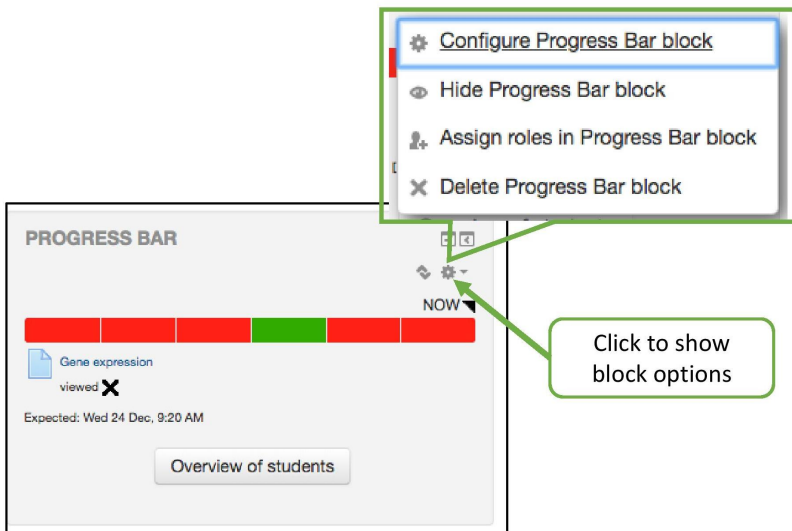 Configure Progress Bar block
Hide Progress Bar block
Assign roles in Progress Bar block
Delete Progress Bar block
PROGRESS BAR
NOW
Gene expression
viewed
Expected: Wed 24 Dec, 9:20 AM
Overview of students
Click to show
block options